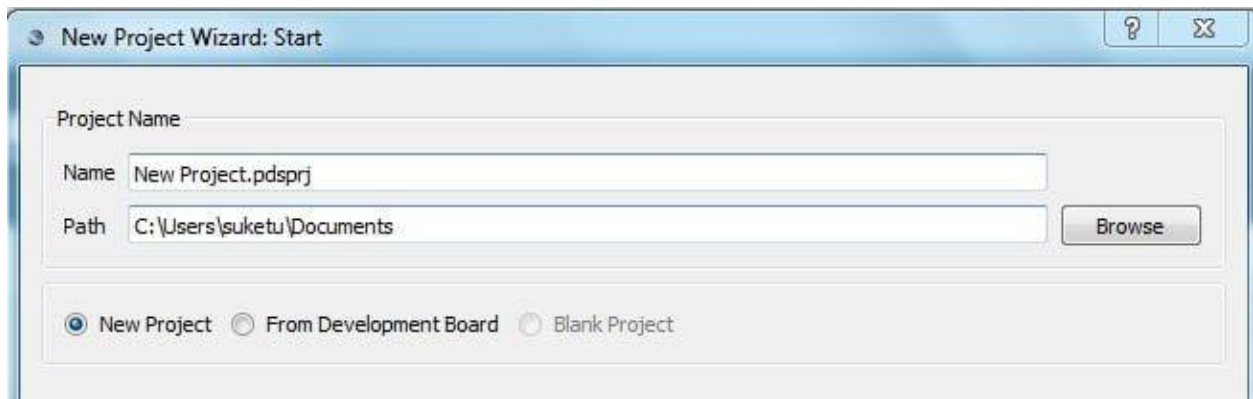 New Project Wizard: Start
Project Name
Name New Project.pdsprj
Path C:\Users\suketu\Documents Browse
New Project From Development Board Blank Project